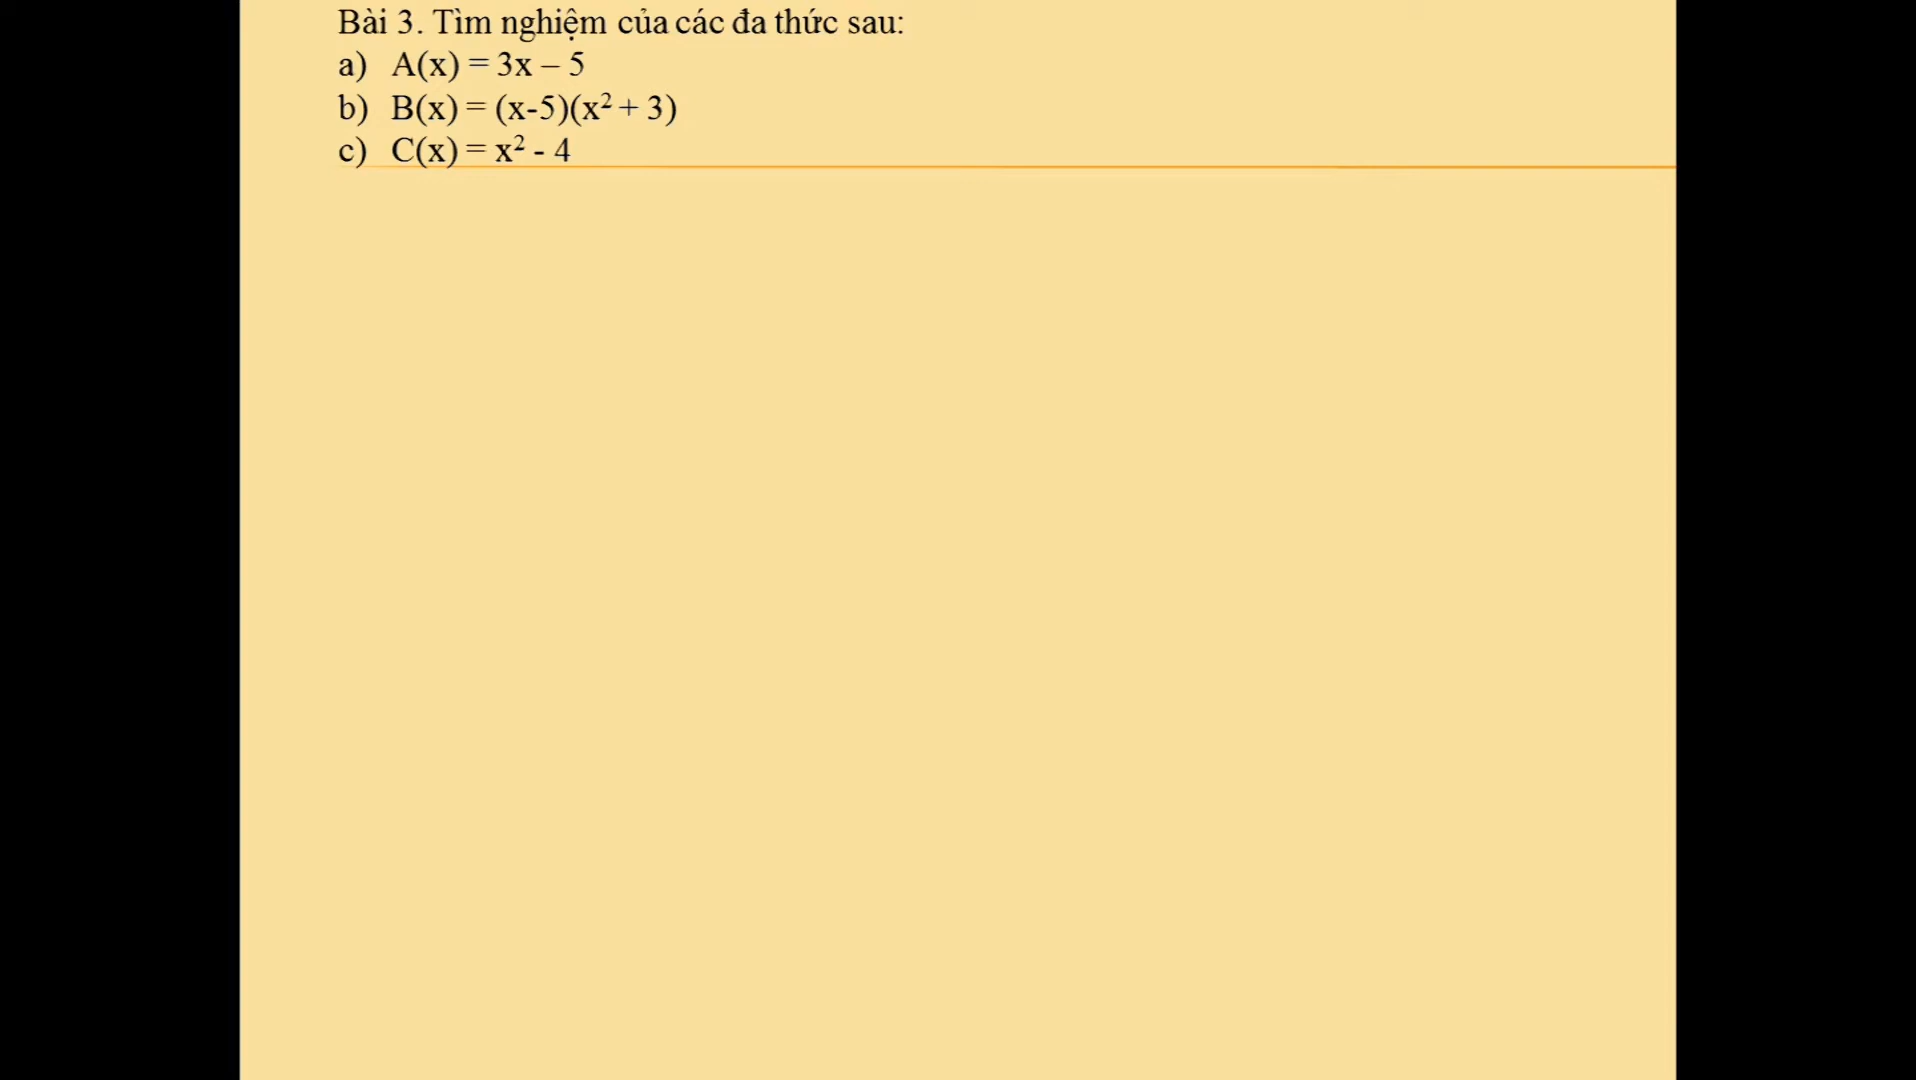 Bài 3. Tìm nghiệm của các đa thức sau:
a) A(x) = 3x – 5
b) B(x) = (x-5)(x² + 3)
c) C(x) = x² - 4